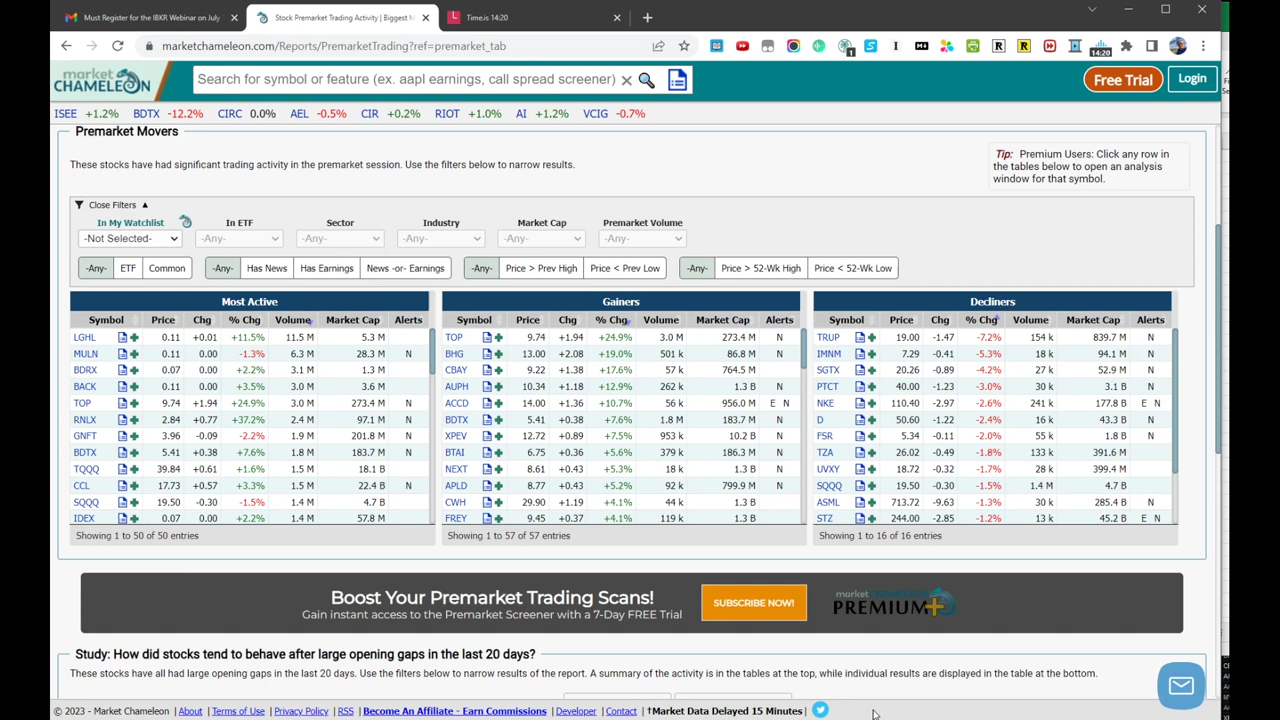 Must Register for the IBKR Webinar on July
Stock Premarket Trading Activity | Biggest M
Time.is 14:20
marketchameleon.com/Reports/PremarketTrading?ref=premarket_tab
14:20
market CHAMELEON
Search for symbol or feature (ex. aapl earnings, call spread screener)
Free Trial
Login
ISEE +1.2% BDTX -12.2% CIRC 0.0% AEL -0.5% CIR +0.2% RIOT +1.0% AI +1.2% VCIG -0.7%
Premarket Movers
These stocks have had significant trading activity in the premarket session. Use the filters below to narrow results.
Tip: Premium Users: Click any row in
the tables below to open an analysis
window for that symbol.
Close Filters ▲
In My Watchlist In ETF Sector Industry Market Cap Premarket Volume
-Not Selected- -Any- -Any- -Any- -Any- -Any-
-Any- ETF Common -Any- Has News Has Earnings News -or- Earnings -Any- Price > Prev High Price < Prev Low -Any- Price > 52-Wk High Price < 52-Wk Low
Most Active
Symbol Price Chg % Chg Volume Market Cap Alerts
LGHL 0.11 +0.01 +11.5% 11.5 M 5.3 M
MULN 0.11 0.00 -1.3% 6.3 M 28.3 M N
BDRX 0.07 0.00 +2.2% 3.1 M 1.3 M
BACK 0.11 0.00 +3.5% 3.0 M 3.6 M
TOP 9.74 +1.94 +24.9% 3.0 M 273.4 M N
RNLX 2.84 +0.77 +37.2% 2.4 M 97.1 M N
GNFT 3.96 -0.09 -2.2% 1.9 M 201.8 M N
BDTX 5.41 +0.38 +7.6% 1.8 M 183.7 M N
TQQQ 39.84 +0.61 +1.6% 1.5 M 18.1 B
CCL 17.73 +0.57 +3.3% 1.5 M 22.4 B N
SQQQ 19.50 -0.30 -1.5% 1.4 M 4.7 B
IDEX 0.07 0.00 +2.2% 1.4 M 57.8 M
Showing 1 to 50 of 50 entries
Gainers
Symbol Price Chg % Chg Volume Market Cap Alerts
TOP 9.74 +1.94 +24.9% 3.0 M 273.4 M N
BHG 13.00 +2.08 +19.0% 501 k 86.8 M N
CBAY 9.22 +1.38 +17.6% 57 k 764.5 M
AUPH 10.34 +1.18 +12.9% 262 k 1.3 B N
ACCD 14.00 +1.36 +10.7% 56 k 956.0 M E N
BDTX 5.41 +0.38 +7.6% 1.8 M 183.7 M N
XPEV 12.72 +0.89 +7.5% 953 k 10.2 B N
BTAI 6.76 +0.36 +5.6% 379 k 186.3 M N
NEXT 8.61 +0.43 +5.3% 18 k 1.3 B N
APLD 8.77 +0.43 +5.2% 92 k 799.9 M N
CWH 29.90 +1.19 +4.1% 44 k 1.3 B
FREY 9.45 +0.37 +4.1% 119 k 1.3 B
Showing 1 to 57 of 57 entries
Decliners
Symbol Price Chg % Chg Volume Market Cap Alerts
TRUP 19.00 -1.47 -7.2% 154 k 839.7 M N
IMNM 7.29 -0.41 -5.3% 18 k 94.1 M N
SGTX 20.26 -0.89 -4.2% 27 k 52.9 M N
PTCT 40.00 -1.23 -3.0% 30 k 3.1 B N
NKE 110.40 -2.97 -2.6% 241 k 177.8 B E N
D 50.60 -1.22 -2.4% 16 k 43.3 B N
FSR 5.34 -0.11 -2.0% 55 k 1.8 B N
TZA 26.02 -0.49 -1.8% 133 k 391.6 M
UVXY 18.72 -0.32 -1.7% 28 k 399.4 M
SQQQ 19.50 -0.30 -1.5% 1.4 M 4.7 B
ASML 713.72 -9.63 -1.3% 30 k 285.4 B N
STZ 244.00 -2.85 -1.2% 13 k 45.2 B E N
Showing 1 to 16 of 16 entries
Boost Your Premarket Trading Scans!
Gain instant access to the Premarket Screener with a 7-Day FREE Trial
SUBSCRIBE NOW!
market CHAMELEON
PREMIUM+
Study: How did stocks tend to behave after large opening gaps in the last 20 days?
These stocks have all had large opening gaps in the last 20 days. Use the filters below to narrow results of the report. A summary of the activity is in the tables at the top, while individual results are displayed in the table at the bottom.
© 2023 - Market Chameleon | About | Terms of Use | Privacy Policy | RSS | Become An Affiliate - Earn Commissions | Developer | Contact | †Market Data Delayed 15 Minutes |